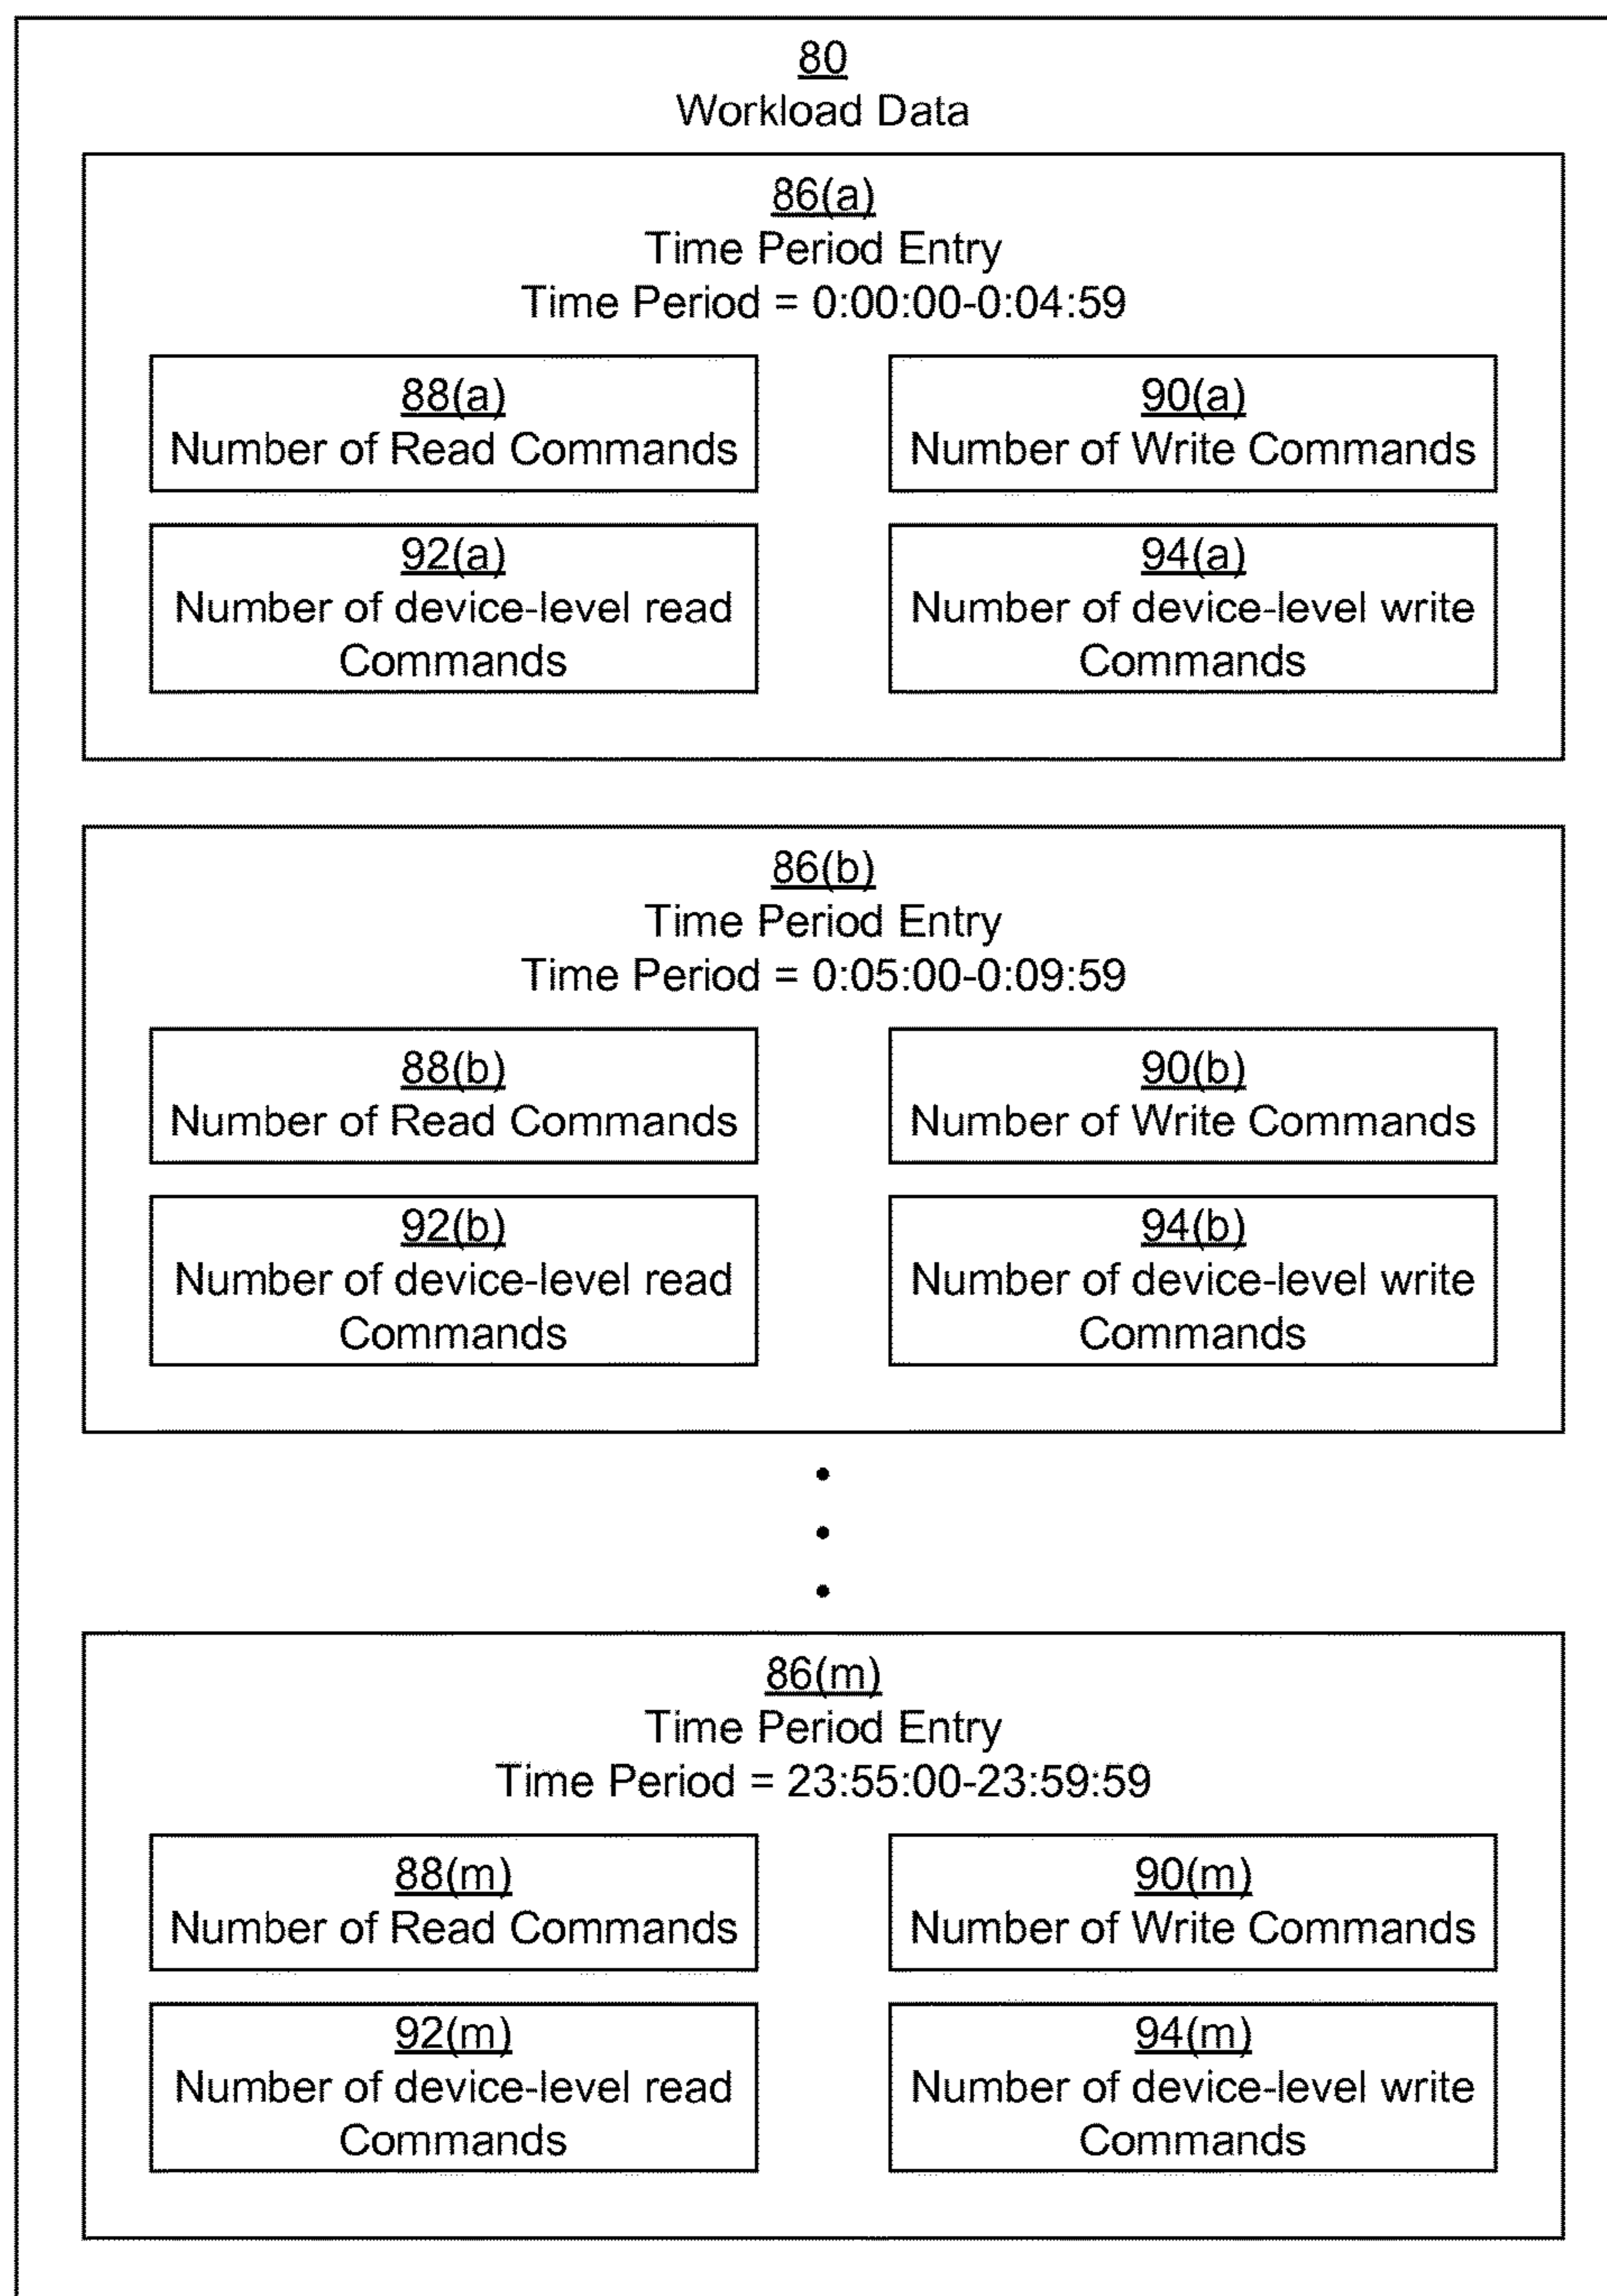 80
Workload Data
86(a)
Time Period Entry
Time Period = 0:00:00-0:04:59
88(a)
Number of Read Commands
90(a)
Number of Write Commands
92(a)
Number of device-level read
Commands
94(a)
Number of device-level write
Commands
86(b)
Time Period Entry
Time Period = 0:05:00-0:09:59
88(b)
Number of Read Commands
90(b)
Number of Write Commands
92(b)
Number of device-level read
Commands
94(b)
Number of device-level write
Commands
86(m)
Time Period Entry
Time Period = 23:55:00-23:59:59
88(m)
Number of Read Commands
90(m)
Number of Write Commands
92(m)
Number of device-level read
Commands
94(m)
Number of device-level write
Commands